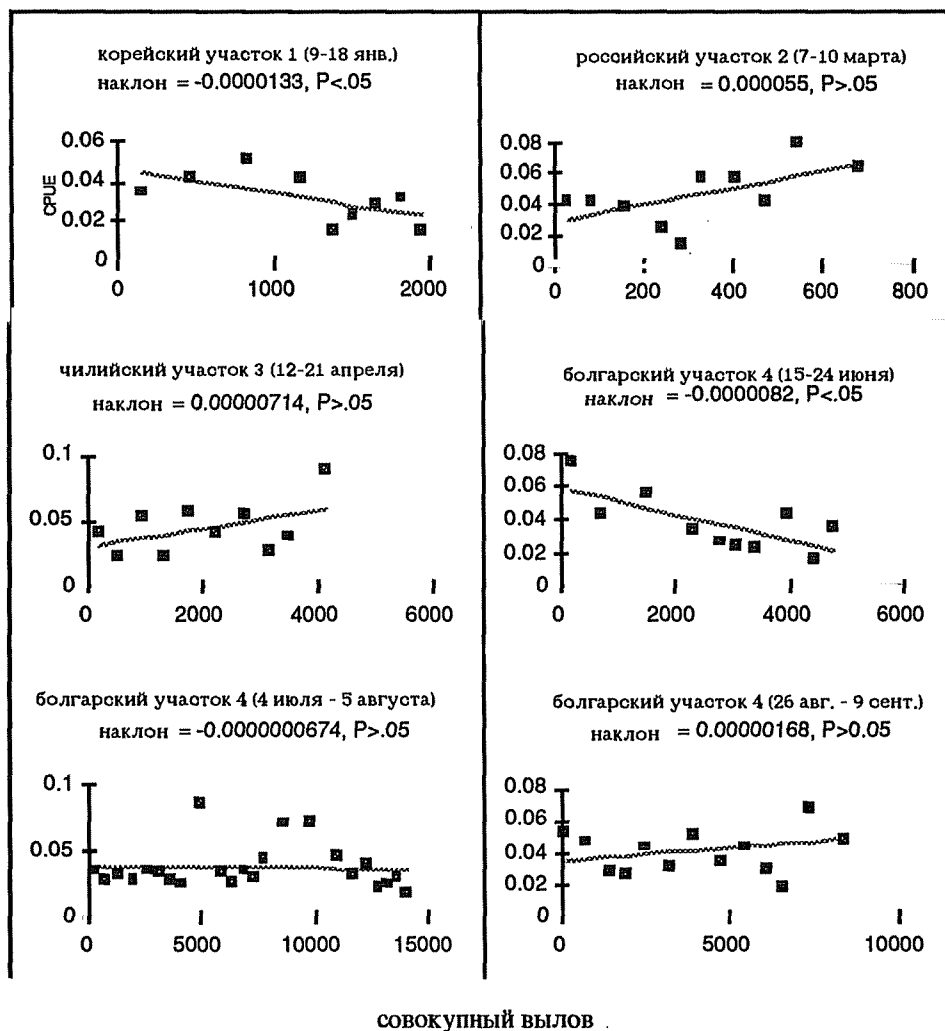 корейский участок 1 (9-18 янв.)
наклон = -0.0000133, P<.05
CPUE
0.06
0.04
0.02
0
0 1000 2000
российский участок 2 (7-10 марта)
наклон = 0.000055, P>.05
0.08
0.06
0.04
0.02
0
0 200 400 600 800
чилийский участок 3 (12-21 апреля)
наклон = 0.00000714, P>.05
0.1
0.05
0
0 2000 4000 6000
болгарский участок 4 (15-24 июня)
наклон = -0.0000082, P<.05
0.08
0.06
0.04
0.02
0
0 2000 4000 6000
болгарский участок 4 (4 июля - 5 августа)
наклон = -0.0000000674, P>.05
0.1
0.05
0
0 5000 10000 15000
болгарский участок 4 (26 авг. - 9 сент.)
наклон = 0.00000168, P>0.05
0.08
0.06
0.04
0.02
0
0 5000 10000
совокупный вылов